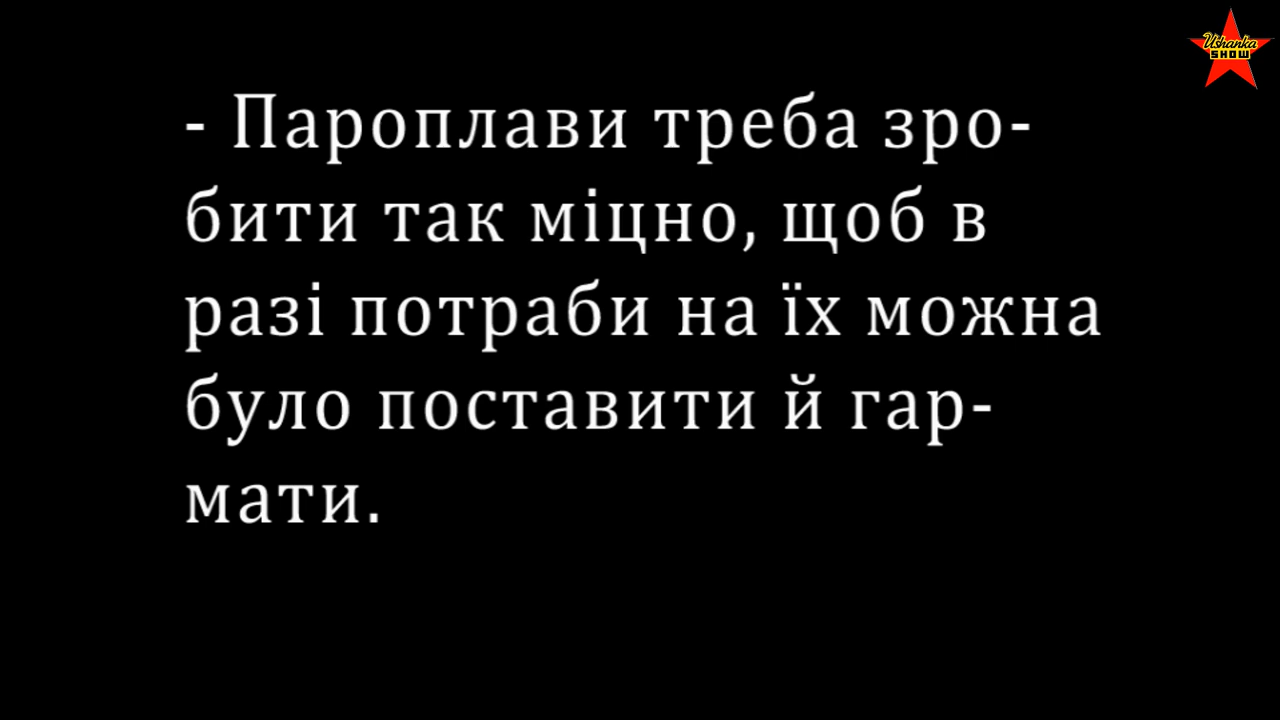 Ushanka
SHOW
- Пароплави треба зро-
бити так міцно, щоб в
разі потраби на їх можна
було поставити й гар-
мати.